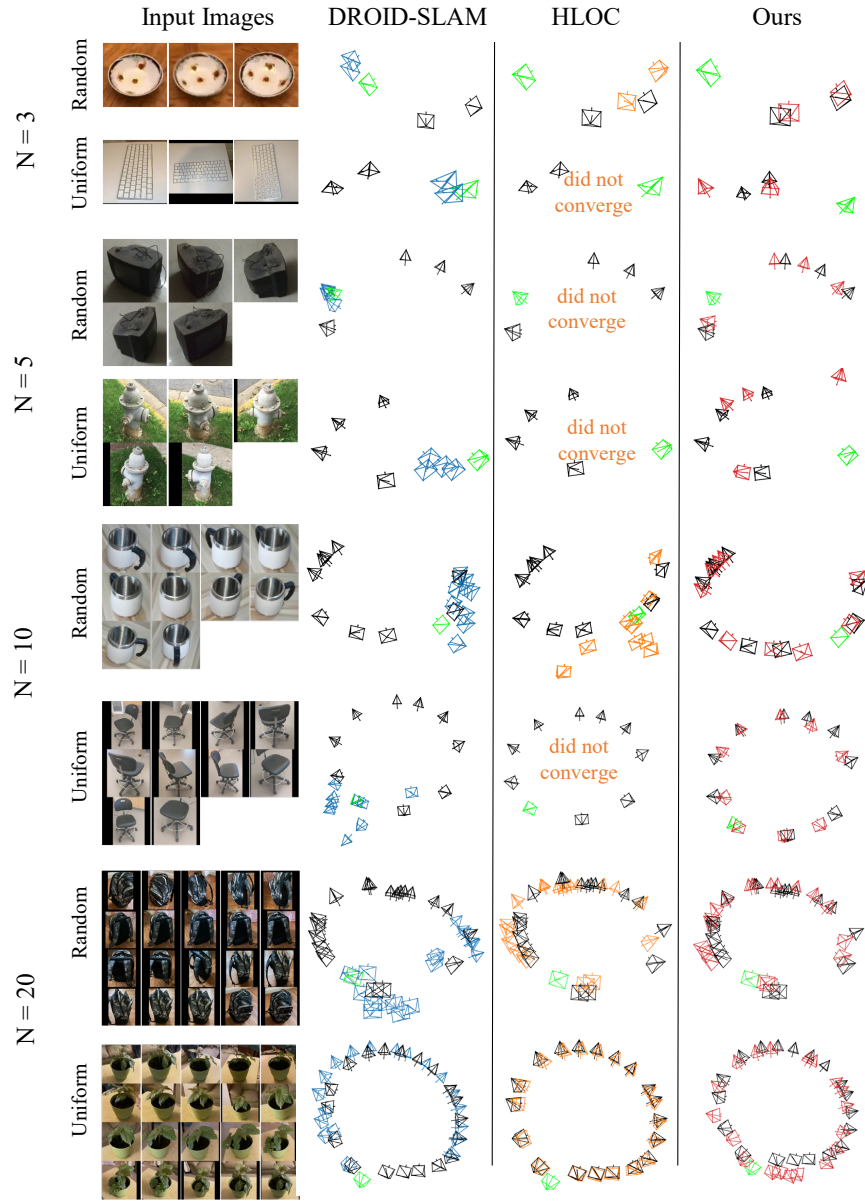 Input Images
DROID-SLAM
HLOC
Ours
N = 3
Random
Uniform
did not
converge
N = 5
Random
did not
converge
Uniform
did not
converge
N = 10
Random
Uniform
did not
converge
N = 20
Random
Uniform